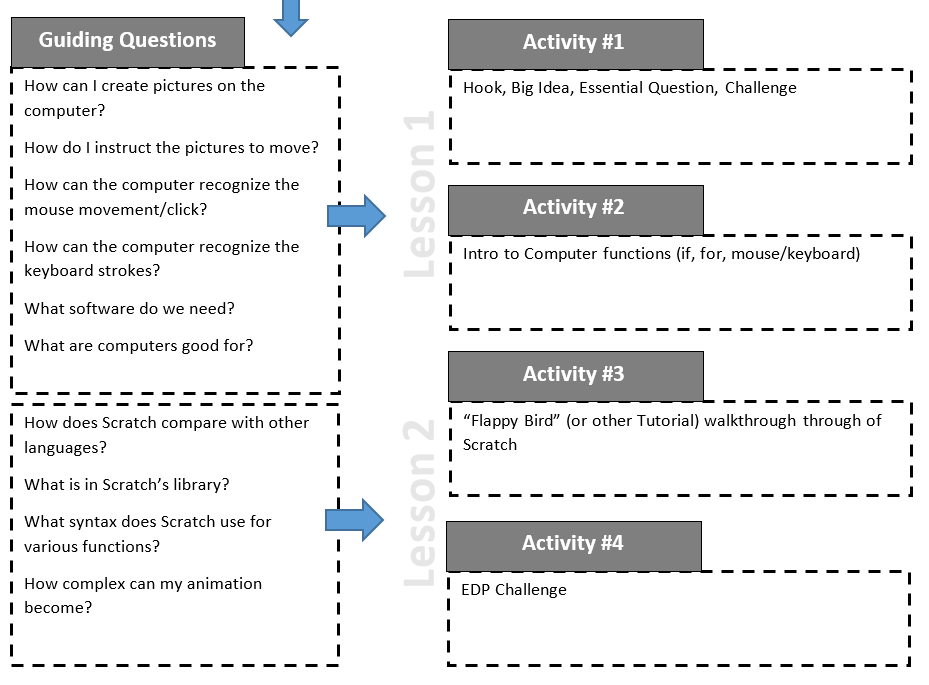 Guiding Questions
How can I create pictures on the
computer?
How do I instruct the pictures to move?
How can the computer recognize the
mouse movement/click?
How can the computer recognize the
keyboard strokes?
What software do we need?
What are computers good for?
How does Scratch compare with other
languages?
What is in Scratch’s library?
What syntax does Scratch use for
various functions?
How complex can my animation
become?
Lesson 1
Activity #1
Hook, Big Idea, Essential Question, Challenge
Activity #2
Intro to Computer functions (if, for, mouse/keyboard)
Lesson 2
Activity #3
“Flappy Bird” (or other Tutorial) walkthrough through of
Scratch
Activity #4
EDP Challenge